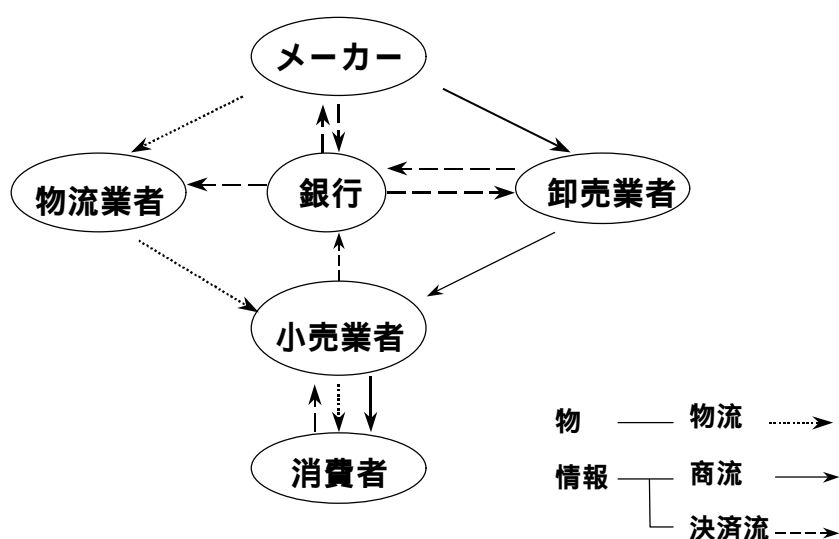 メーカー
物流業者
銀行
卸売業者
小売業者
消費者
物
物流
情報
商流
決済流